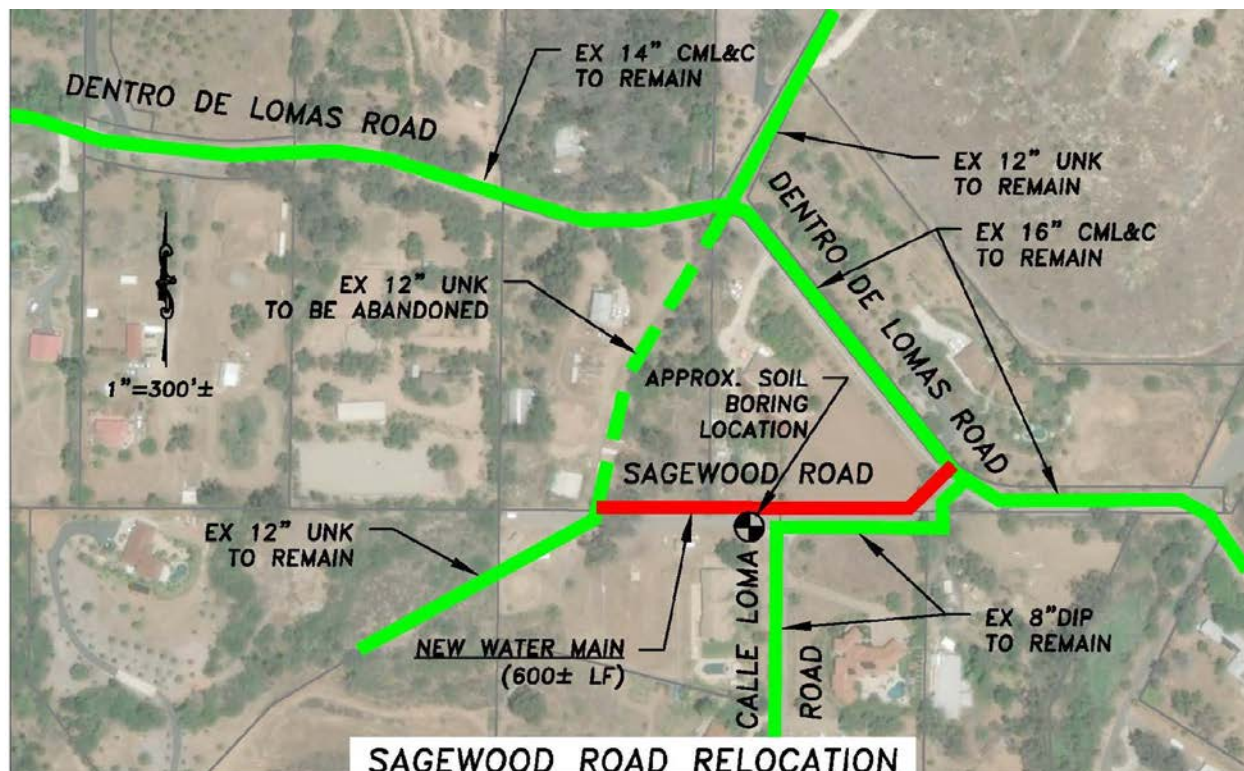 DENTRO DE LOMAS ROAD
EX 14" CML&C
TO REMAIN
EX 12" UNK
TO REMAIN
DENTRO DE LOMAS ROAD
EX 16" CML&C
TO REMAIN
EX 12" UNK
TO BE ABANDONED
1"=300'±
APPROX. SOIL
BORING
LOCATION
SAGEWOOD ROAD
EX 12" UNK
TO REMAIN
NEW WATER MAIN
(600± LF)
CALLE LOMA
ROAD
EX 8"DIP
TO REMAIN
SAGEWOOD ROAD RELOCATION